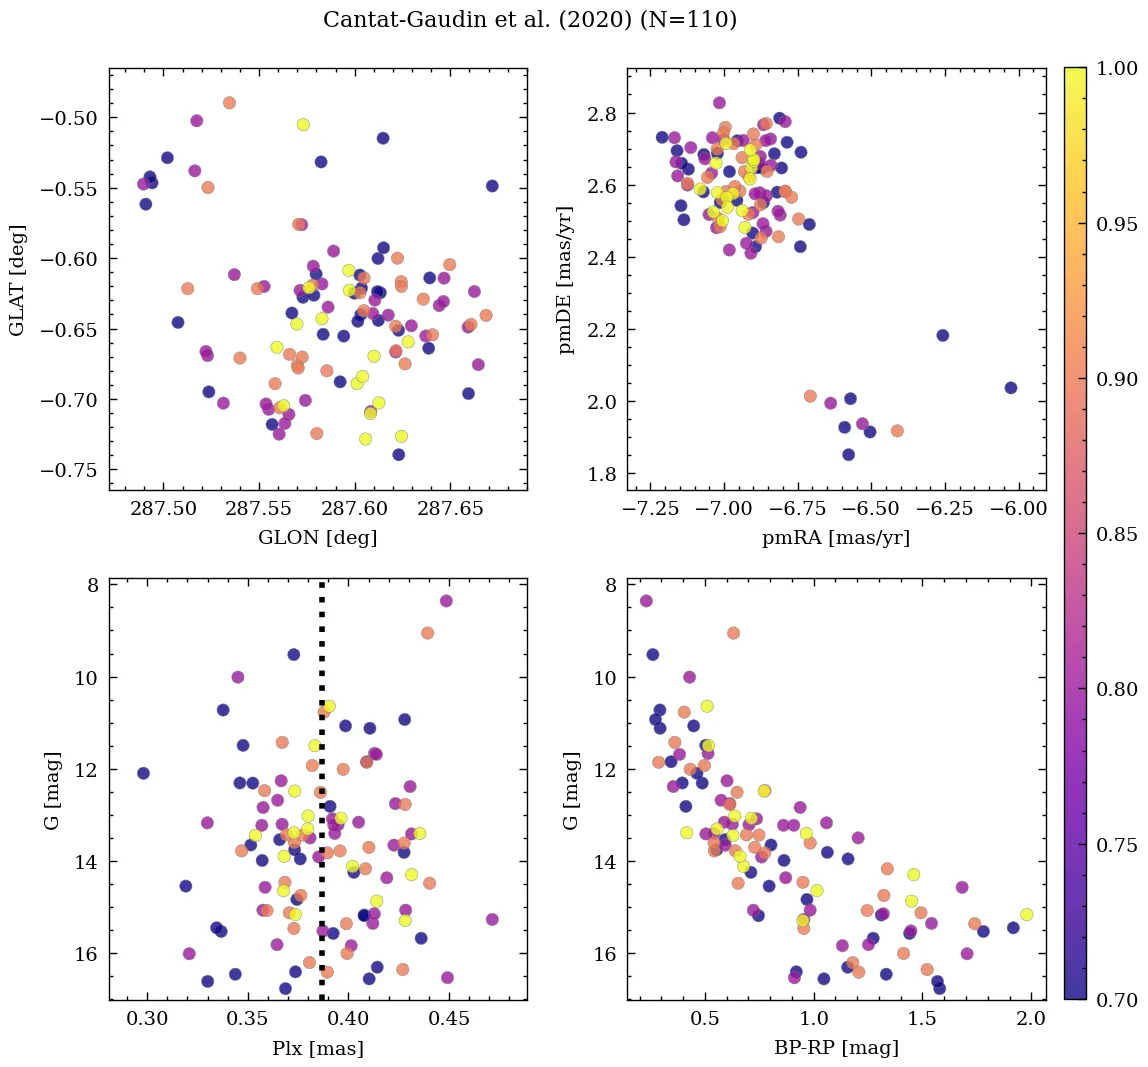 Cantat-Gaudin et al. (2020) (N=110)
−0.50
−0.55
−0.60
−0.65
−0.70
−0.75
GLAT [deg]
287.50 287.55 287.60 287.65
GLON [deg]
2.8
2.6
2.4
2.2
2.0
1.8
pmDE [mas/yr]
−7.25 −7.00 −6.75 −6.50 −6.25 −6.00
pmRA [mas/yr]
8
10
12
14
16
G [mag]
0.30 0.35 0.40 0.45
Plx [mas]
8
10
12
14
16
G [mag]
0.5 1.0 1.5 2.0
BP-RP [mag]
1.00
0.95
0.90
0.85
0.80
0.75
0.70